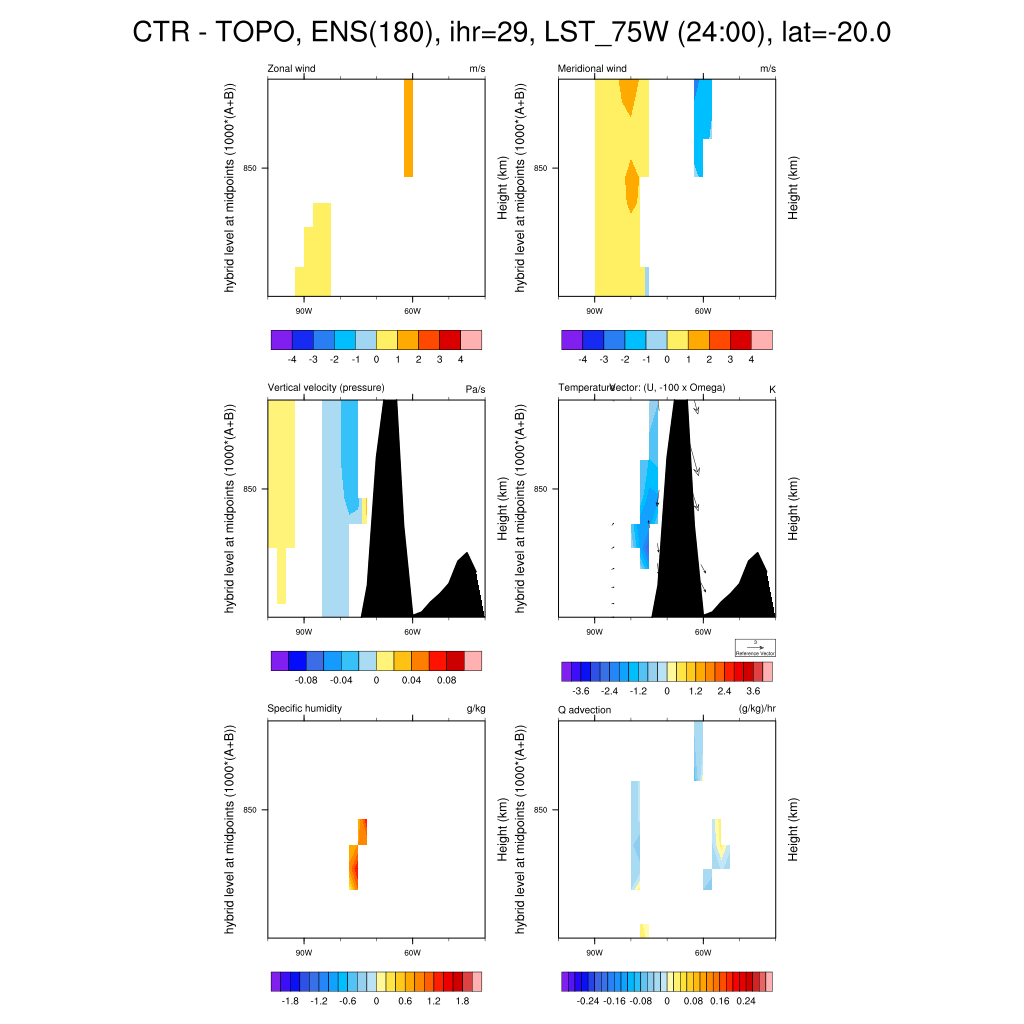 CTR - TOPO, ENS(180), ihr=29, LST_75W (24:00), lat=-20.0
Zonal wind m/s
hybrid level at midpoints (1000*(A+B))
850
Height (km)
90W 60W
-4 -3 -2 -1 0 1 2 3 4
Meridional wind m/s
hybrid level at midpoints (1000*(A+B))
850
Height (km)
90W 60W
-4 -3 -2 -1 0 1 2 3 4
Vertical velocity (pressure) Pa/s
hybrid level at midpoints (1000*(A+B))
850
Height (km)
90W 60W
-0.08 -0.04 0 0.04 0.08
Temperature Vector: (U, -100 x Omega) K
hybrid level at midpoints (1000*(A+B))
850
Height (km)
90W 60W
3
Reference Vector
-3.6 -2.4 -1.2 0 1.2 2.4 3.6
Specific humidity g/kg
hybrid level at midpoints (1000*(A+B))
850
Height (km)
90W 60W
-1.8 -1.2 -0.6 0 0.6 1.2 1.8
Q advection (g/kg)/hr
hybrid level at midpoints (1000*(A+B))
850
Height (km)
90W 60W
-0.24 -0.16 -0.08 0 0.08 0.16 0.24